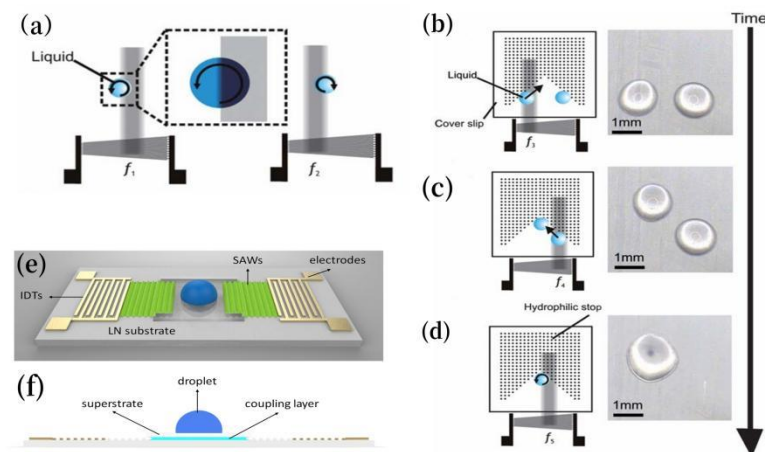 (a)
Liquid
f₁
f₂
(b)
Liquid
Cover slip
f₃
1mm
Time
(c)
f₄
1mm
(d)
Hydrophilic stop
f₅
1mm
(e)
SAWs
electrodes
IDTs
LN substrate
(f)
droplet
superstrate
coupling layer